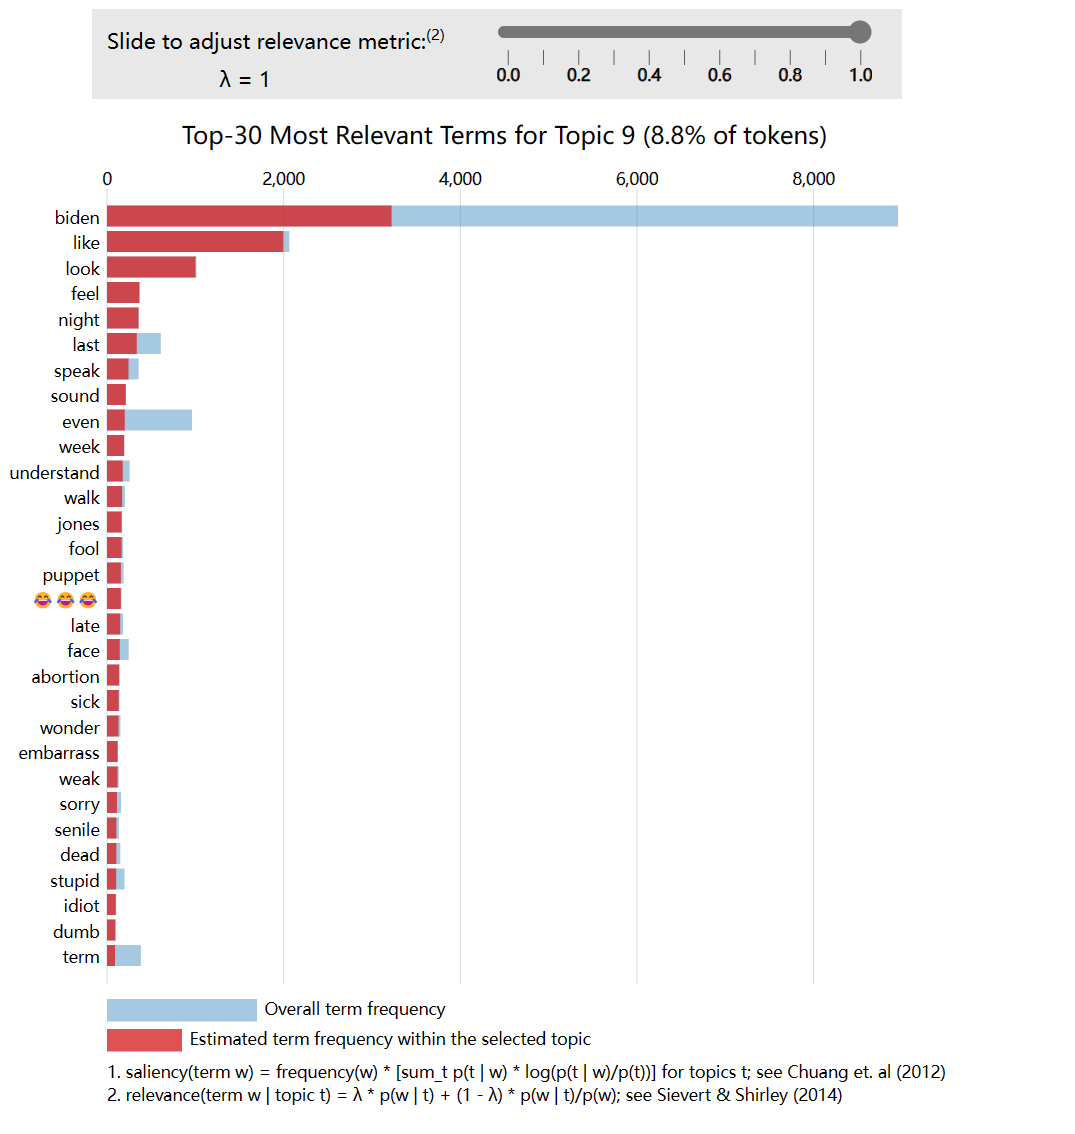 Slide to adjust relevance metric:(2)
λ = 1
0.0 0.2 0.4 0.6 0.8 1.0
Top-30 Most Relevant Terms for Topic 9 (8.8% of tokens)
0 2,000 4,000 6,000 8,000
biden
like
look
feel
night
last
speak
sound
even
week
understand
walk
jones
fool
puppet
😂 😂 😂
late
face
abortion
sick
wonder
embarrass
weak
sorry
senile
dead
stupid
idiot
dumb
term
Overall term frequency
Estimated term frequency within the selected topic
1. saliency(term w) = frequency(w) * [sum_t p(t | w) * log(p(t | w)/p(t))] for topics t; see Chuang et. al (2012)
2. relevance(term w | topic t) = λ * p(w | t) + (1 - λ) * p(w | t)/p(w); see Sievert & Shirley (2014)